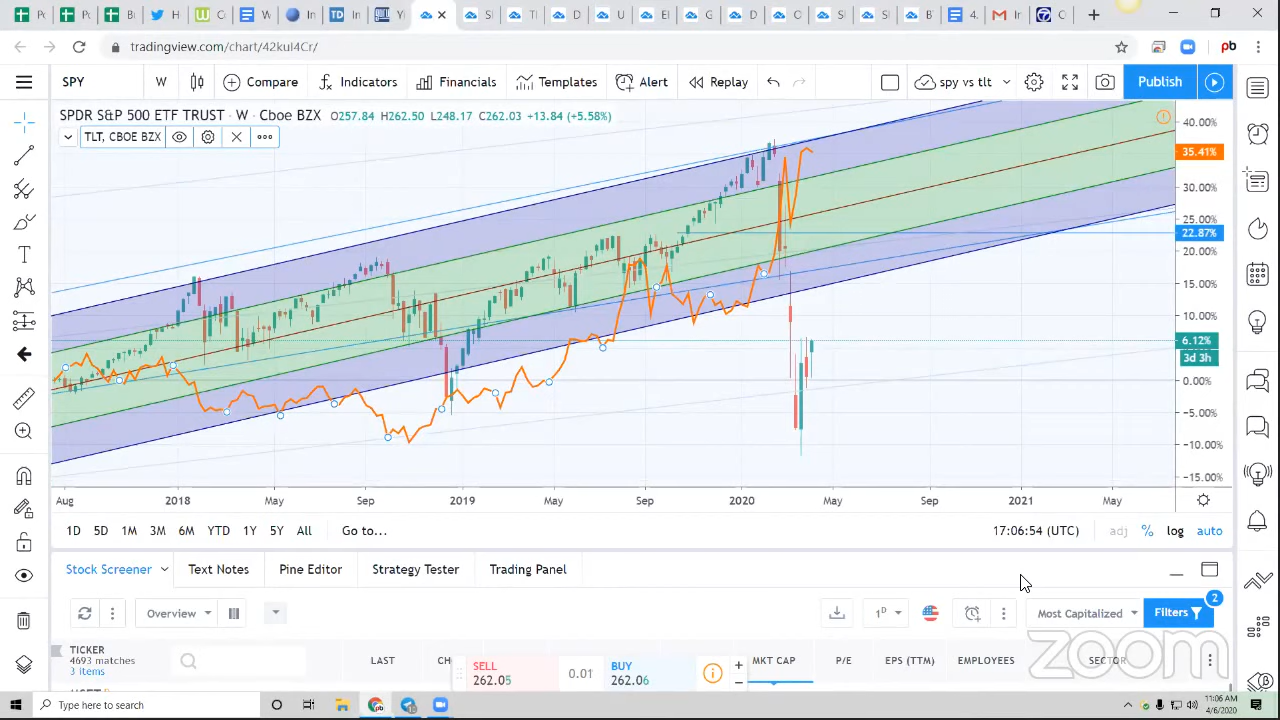 tradingview.com/chart/42kuI4Cr/
SPY
W
Compare
Indicators
Financials
Templates
Alert
Replay
spy vs tlt
Publish
SPDR S&P 500 ETF TRUST · W · Cboe BZX O257.84 H262.50 L248.17 C262.03 +13.84 (+5.58%)
TLT, CBOE BZX
40.00%
35.41%
30.00%
25.00%
22.87%
20.00%
15.00%
10.00%
6.12%
3d 3h
0.00%
−5.00%
−10.00%
−15.00%
Aug 2018 May Sep 2019 May Sep 2020 May Sep 2021 May
1D 5D 1M 3M 6M YTD 1Y 5Y All Go to...
17:06:54 (UTC) adj % log auto
Stock Screener Text Notes Pine Editor Strategy Tester Trading Panel
Overview
1D
Most Capitalized
Filters
2
TICKER
4693 matches
3 items
LAST
SELL
262.05
0.01
BUY
262.06
MKT CAP
P/E
EPS (TTM)
EMPLOYEES
SECTOR
zoom
Type here to search
11:06 AM
4/6/2020